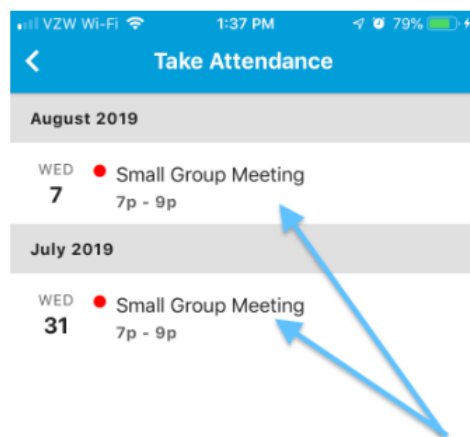 VZW Wi-Fi 1:37 PM 79%
Take Attendance
August 2019
WED
7
Small Group Meeting
7p - 9p
July 2019
WED
31
Small Group Meeting
7p - 9p